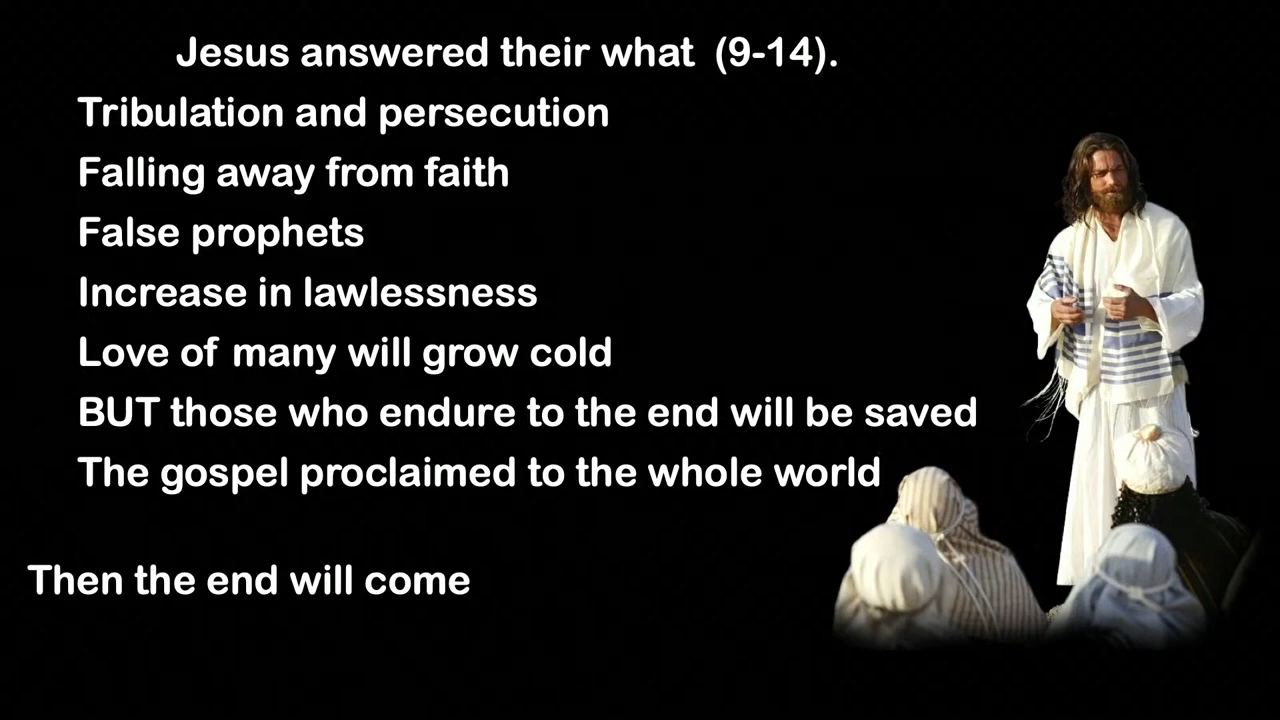 Jesus answered their what (9-14).
Tribulation and persecution
Falling away from faith
False prophets
Increase in lawlessness
Love of many will grow cold
BUT those who endure to the end will be saved
The gospel proclaimed to the whole world
Then the end will come